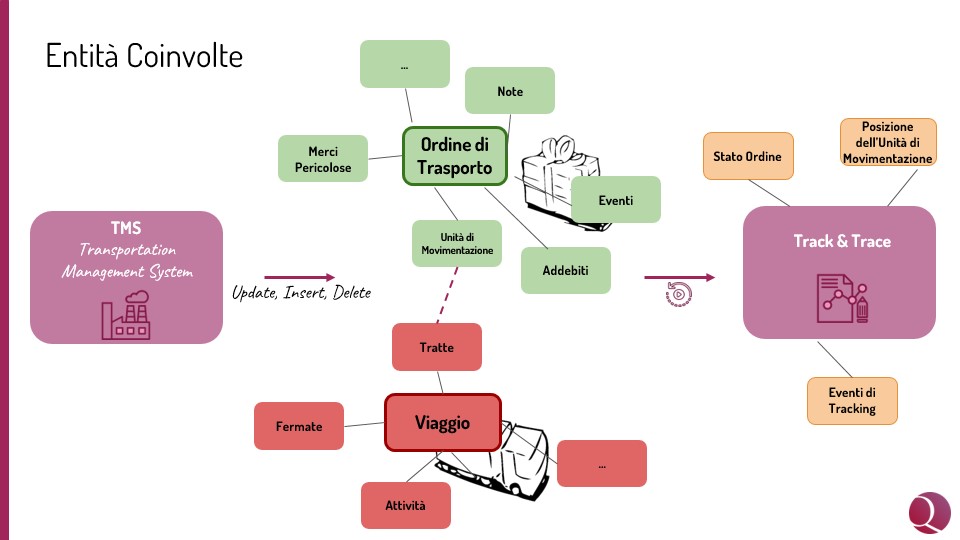 Entità Coinvolte
...
Note
Ordine di
Trasporto
Merci
Pericolose
Eventi
Unità di
Movimentazione
Addebiti
TMS
Transportation
Management System
Update, Insert, Delete
Stato Ordine
Posizione
dell'Unità di
Movimentazione
Track & Trace
Eventi di
Tracking
Tratte
Viaggio
Fermate
...
Attività